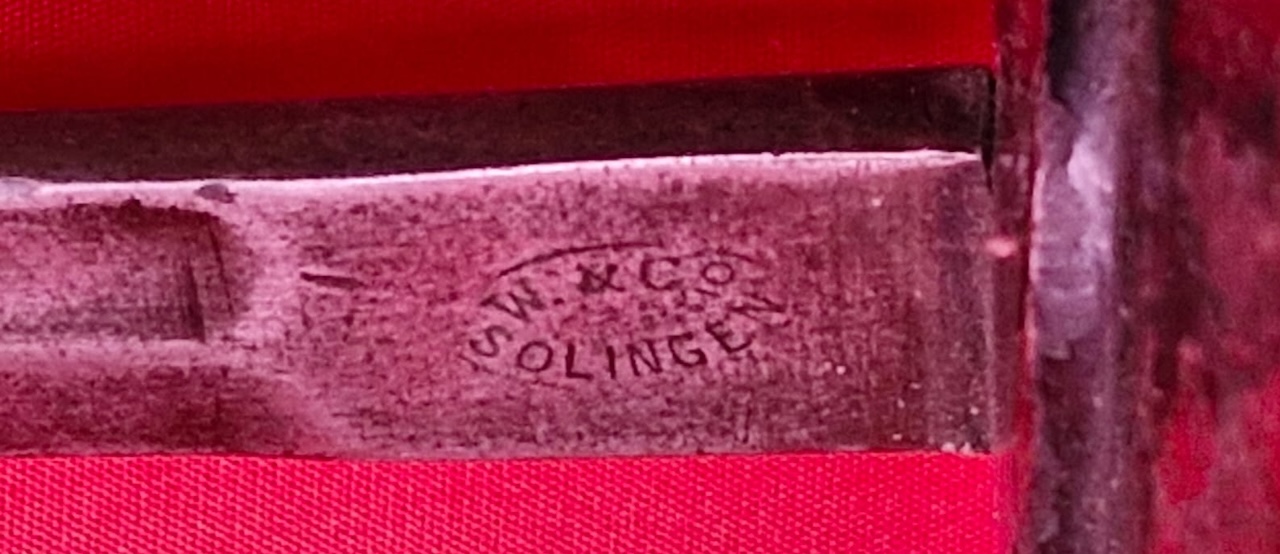 W. & CO
SOLINGEN